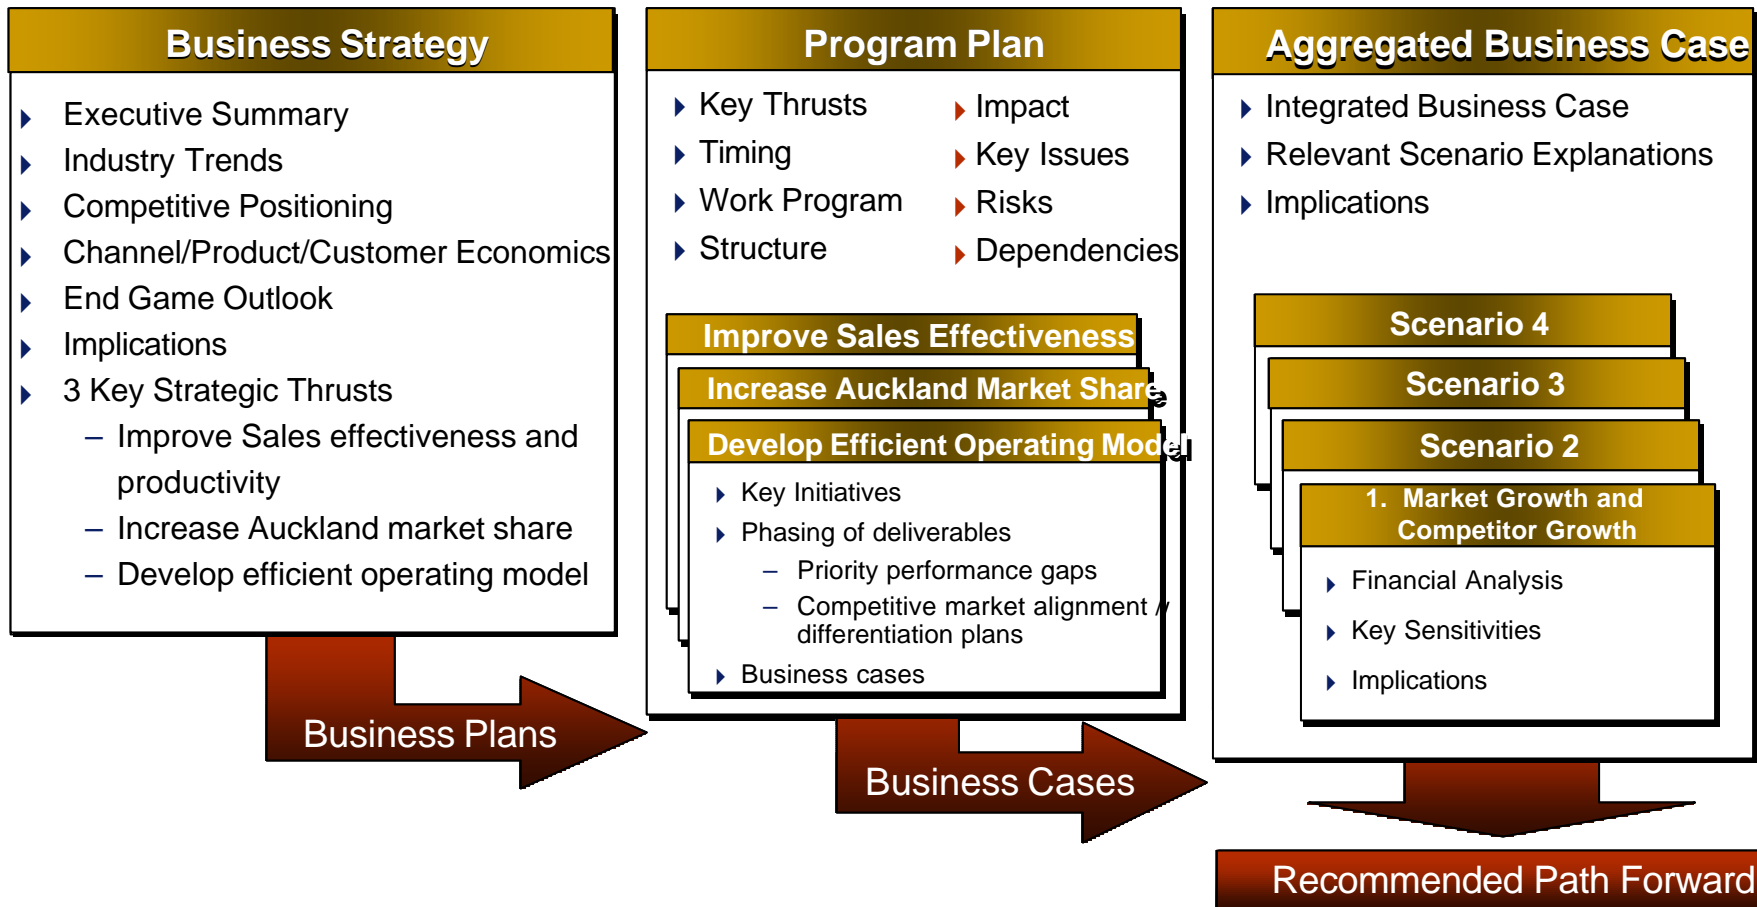 Business Strategy
Executive Summary
Industry Trends
Competitive Positioning
Channel/Product/Customer Economics
End Game Outlook
Implications
3 Key Strategic Thrusts
– Improve Sales effectiveness and
productivity
– Increase Auckland market share
– Develop efficient operating model
Business Plans
Program Plan
Key Thrusts
Timing
Work Program
Structure
Impact
Key Issues
Risks
Dependencies
Improve Sales Effectiveness
Increase Auckland Market Share
Develop Efficient Operating Model
Key Initiatives
Phasing of deliverables
– Priority performance gaps
– Competitive market alignment //
differentiation plans
Business cases
Business Cases
Aggregated Business Case
Integrated Business Case
Relevant Scenario Explanations
Implications
Scenario 4
Scenario 3
Scenario 2
1. Market Growth and
Competitor Growth
Financial Analysis
Key Sensitivities
Implications
Recommended Path Forward